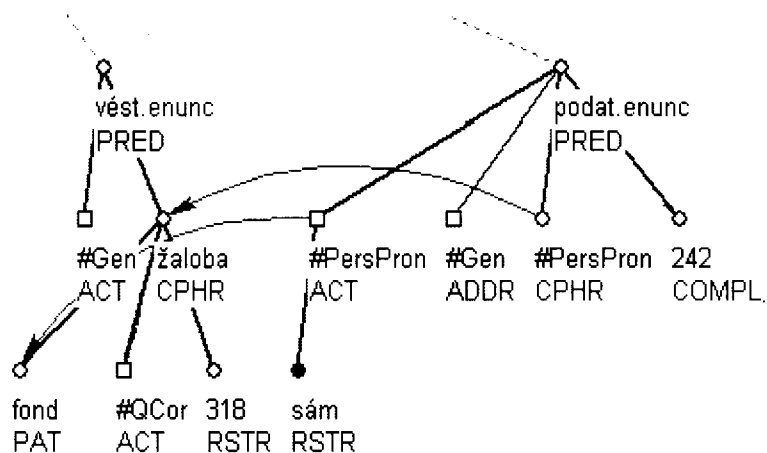 vést.enunc podat.enunc
PRED PRED
#Gen žaloba #PersPron #Gen #PersPron 242
ACT CPHR ACT ADDR CPHR COMPL
fond #QCor 318 sám
PAT ACT RSTR RSTR